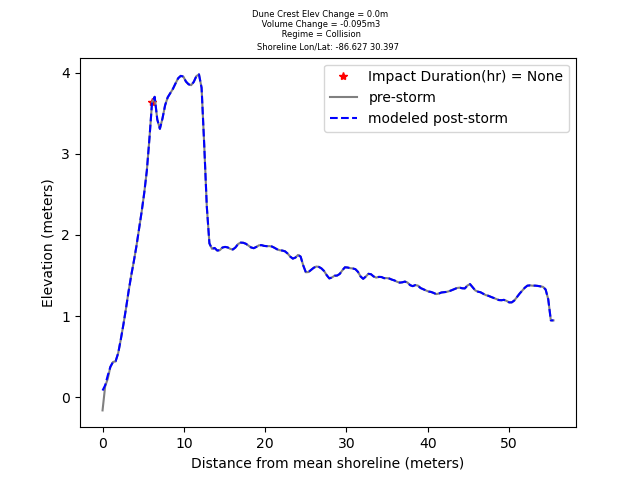 Dune Crest Elev Change = 0.0m
Volume Change = -0.095m3
Regime = Collision
Shoreline Lon/Lat: -86.627 30.397
Impact Duration(hr) = None
pre-storm
modeled post-storm
Elevation (meters)
4
3
2
1
0
0 10 20 30 40 50
Distance from mean shoreline (meters)